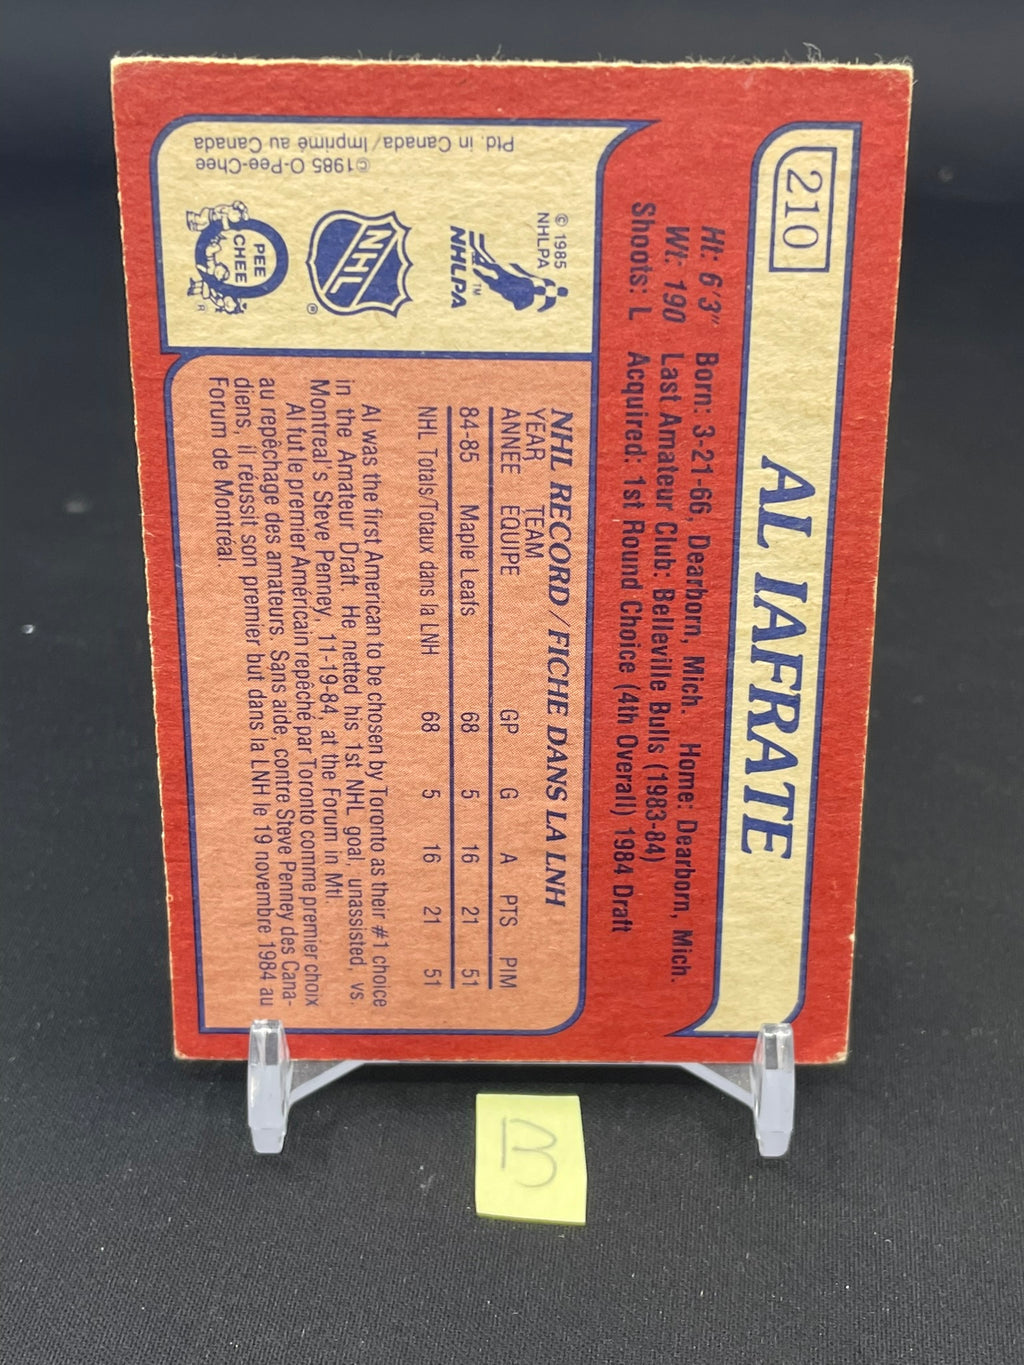 210
AL IAFRATE
Ht: 6'3" Born: 3-21-66, Dearborn, Mich. Home: Dearborn, Mich.
Wt: 190 Last Amateur Club: Belleville Bulls (1983-84)
Shoots: L Acquired: 1st Round Choice (4th Overall) 1984 Draft
© 1985
NHLPA
NHLPA
TM
NHL
®
PEE
CHEE
R
©1985 O-Pee-Chee
Ptd. in Canada/Imprimé au Canada
NHL RECORD/FICHE DANS LA LNH
YEAR TEAM
ANNEE EQUIPE GP G A PTS PIM
84-85 Maple Leafs 68 5 16 21 51
NHL Totals/Totaux dans la LNH 68 5 16 21 51
Al was the first American to be chosen by Toronto as their #1 choice
in the Amateur Draft. He netted his 1st NHL goal, unassisted, vs.
Montreal's Steve Penney, 11-19-84, at the Forum in Mtl.
Al fut le premier Américain repêché par Toronto comme premier choix
au repêchage des amateurs. Sans aide, contre Steve Penney des Cana-
diens, il réussit son premier but dans la LNH le 19 novembre 1984 au
Forum de Montréal.
B